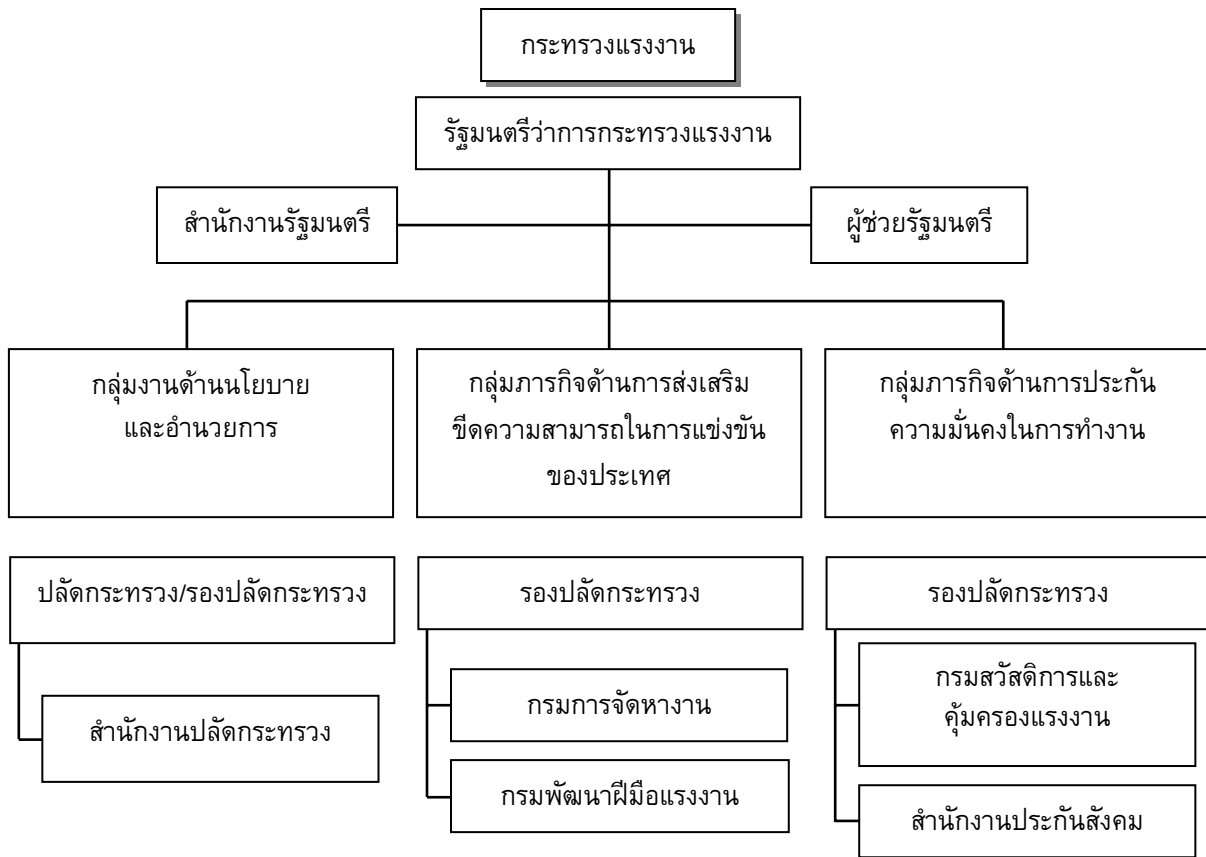 กระทรวงแรงงาน
รัฐมนตรีว่าการกระทรวงแรงงาน
สำนักงานรัฐมนตรี
ผู้ช่วยรัฐมนตรี
กลุ่มงานด้านนโยบาย
และอำนวยการ
กลุ่มภารกิจด้านการส่งเสริม
ขีดความสามารถในการแข่งขัน
ของประเทศ
กลุ่มภารกิจด้านการประกัน
ความมั่นคงในการทำงาน
ปลัดกระทรวง/รองปลัดกระทรวง
สำนักงานปลัดกระทรวง
รองปลัดกระทรวง
กรมการจัดหางาน
กรมพัฒนาฝีมือแรงงาน
รองปลัดกระทรวง
กรมสวัสดิการและ
คุ้มครองแรงงาน
สำนักงานประกันสังคม